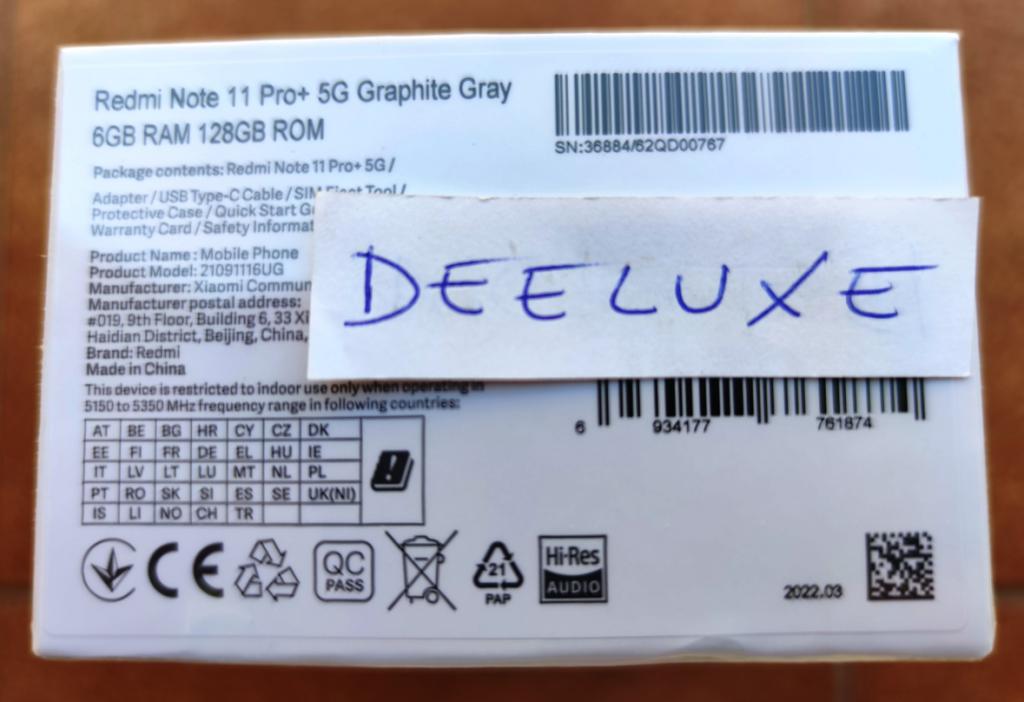 Redmi Note 11 Pro+ 5G Graphite Gray
6GB RAM 128GB ROM
SN:36884/62QD00767
Package contents: Redmi Note 11 Pro+ 5G /
Adapter / USB Type-C Cable / SIM Eject Tool /
Protective Case / Quick Start
Warranty Card / Safety
DEELUXE
Product Name: Mobile Phone
Product Model: 21091116UG
Manufacturer: Xiaomi
Manufacturer postal address:
#019, 9th Floor, Building 6, 33
Haidian District, Beijing, China,
Brand: Redmi
Made in China
This device is restricted to indoor use only when operating in
5150 to 5350 MHz frequency range in following countries:
6 934177 761874
AT BE BG HR CY CZ DK
EE FI FR DE EL HU IE
IT LV LT LU MT NL PL
PT RO SK SI ES SE UK(NI)
IS LI NO CH TR
CE
QC
PASS
21
PAP
Hi-Res
AUDIO
2022.03